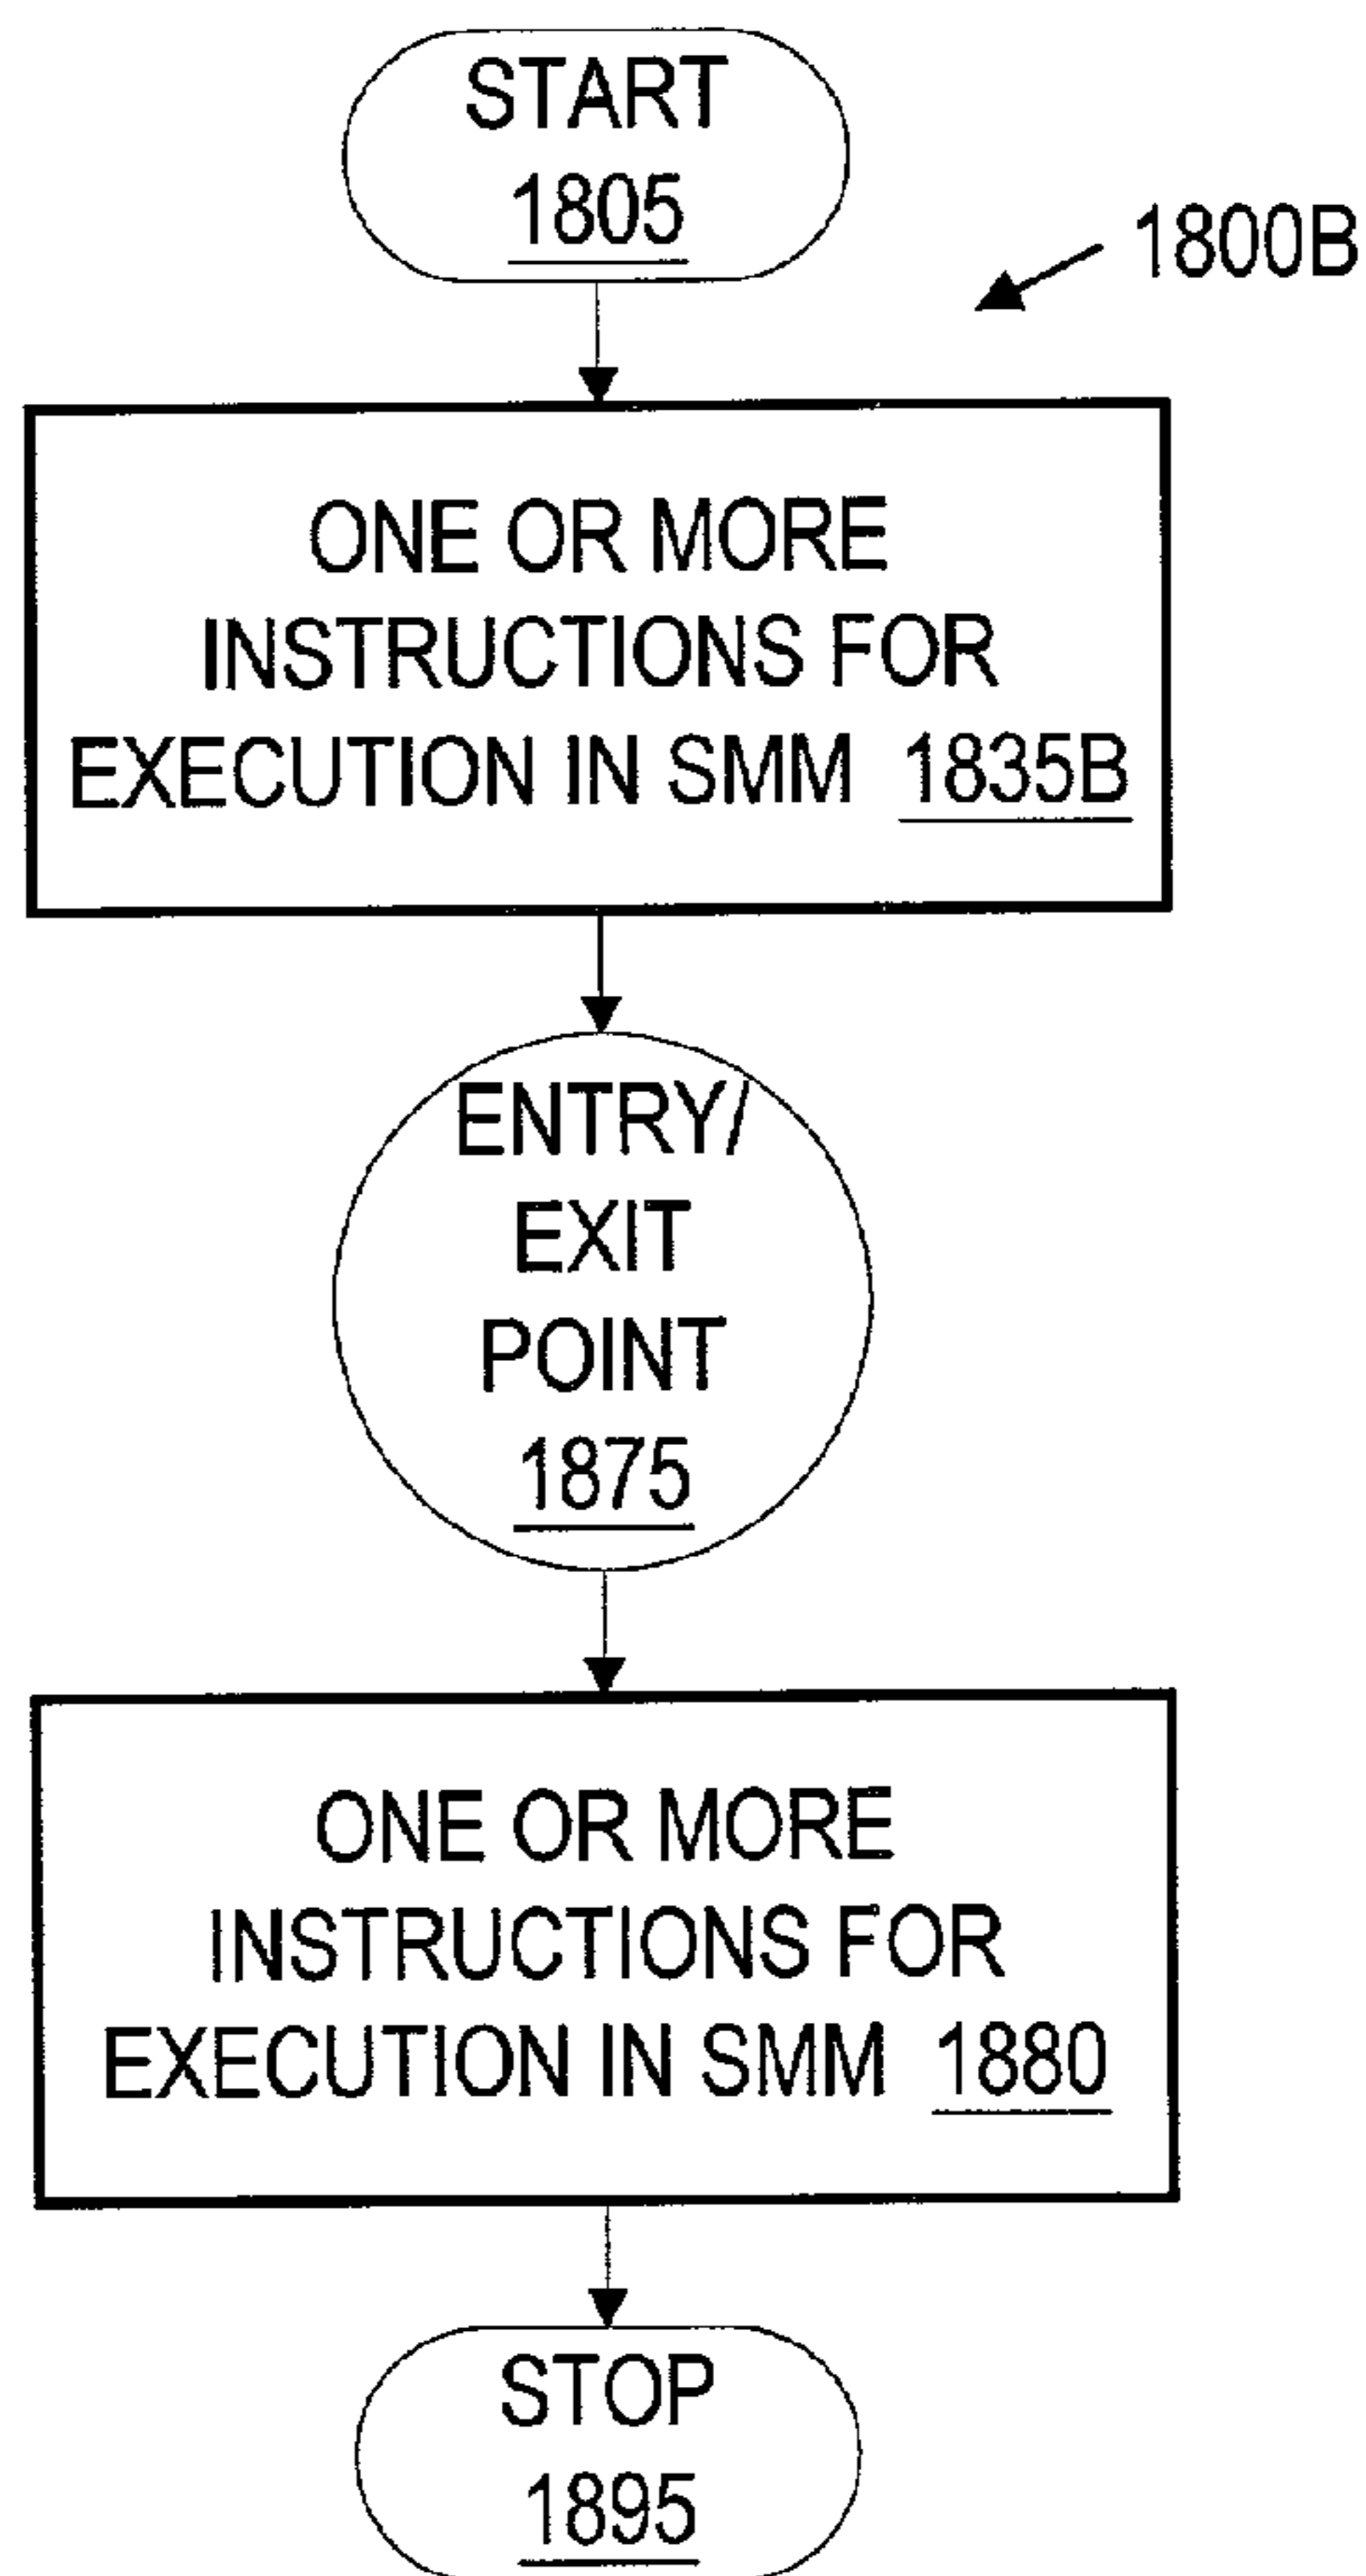 START
1805
1800B
ONE OR MORE
INSTRUCTIONS FOR
EXECUTION IN SMM 1835B
ENTRY/
EXIT
POINT
1875
ONE OR MORE
INSTRUCTIONS FOR
EXECUTION IN SMM 1880
STOP
1895